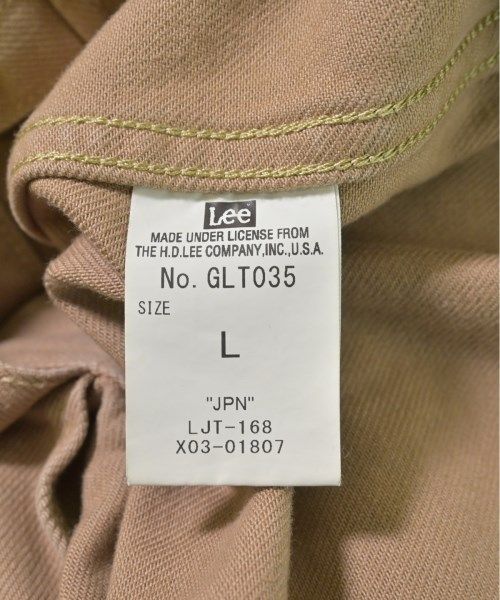 Lee
MADE UNDER LICENSE FROM
THE H.D.LEE COMPANY,INC.,U.S.A.
No. GLT035
SIZE
L
"JPN"
LJT-168
X03-01807